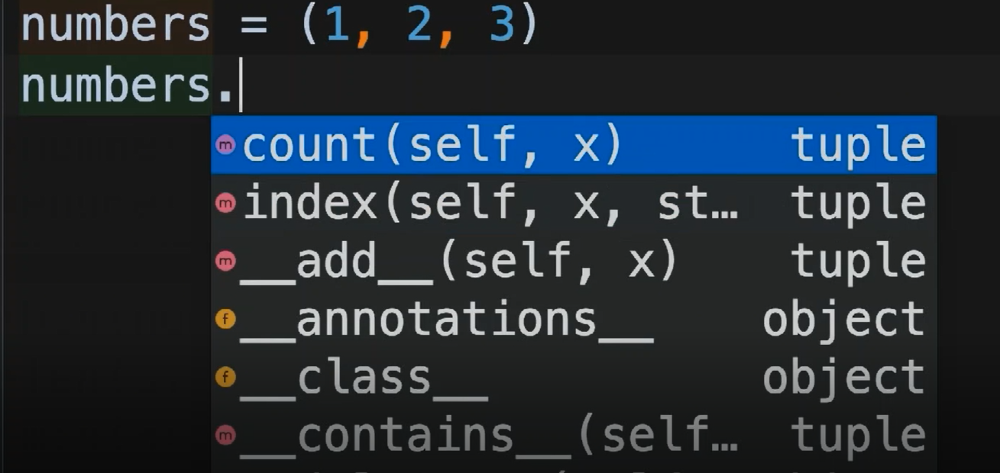 numbers = (1, 2, 3)
numbers.
m count(self, x) tuple
m index(self, x, st… tuple
m __add__(self, x) tuple
f __annotations__ object
f __class__ object
m __contains__(self… tuple